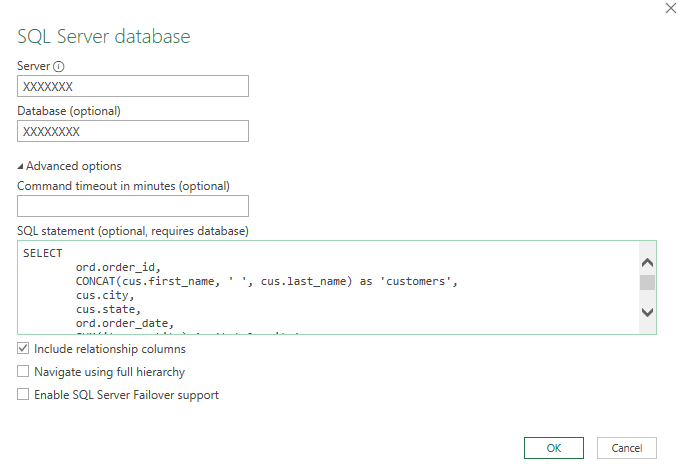 SQL Server database
Server
XXXXXXX
Database (optional)
XXXXXXXX
Advanced options
Command timeout in minutes (optional)
SQL statement (optional, requires database)
SELECT
ord.order_id,
CONCAT(cus.first_name, ' ', cus.last_name) as 'customers',
cus.city,
cus.state,
ord.order_date,
Include relationship columns
Navigate using full hierarchy
Enable SQL Server Failover support
OK
Cancel